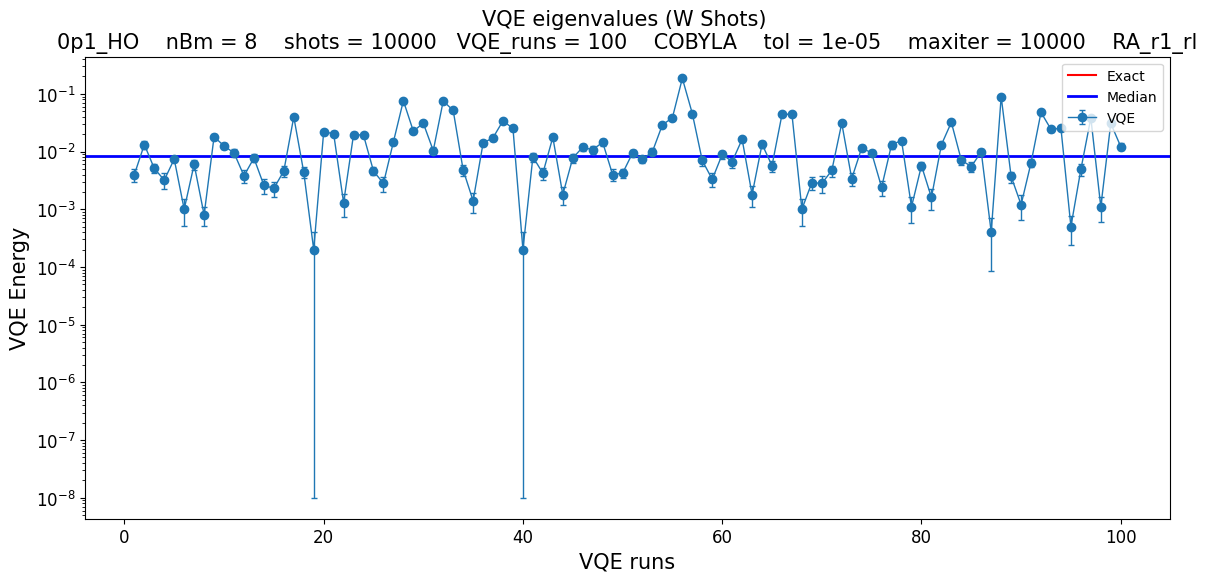 VQE eigenvalues (W Shots)
0p1_HO nBm = 8 shots = 10000 VQE_runs = 100 COBYLA tol = 1e-05 maxiter = 10000 RA_r1_rl
Exact
Median
VQE
VQE Energy
10⁻¹
10⁻²
10⁻³
10⁻⁴
10⁻⁵
10⁻⁶
10⁻⁷
10⁻⁸
0 20 40 60 80 100
VQE runs